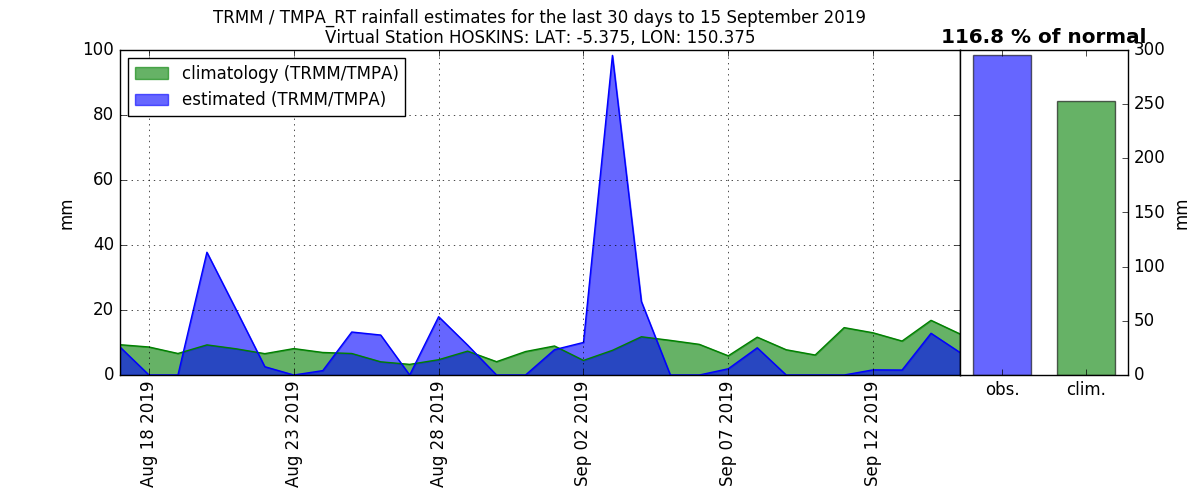 TRMM / TMPA_RT rainfall estimates for the last 30 days to 15 September 2019
Virtual Station HOSKINS: LAT: -5.375, LON: 150.375
116.8 % of normal
climatology (TRMM/TMPA)
estimated (TRMM/TMPA)
mm
100
80
60
40
20
0
Aug 18 2019
Aug 23 2019
Aug 28 2019
Sep 02 2019
Sep 07 2019
Sep 12 2019
300
250
200
150
100
50
0
mm
obs.
clim.